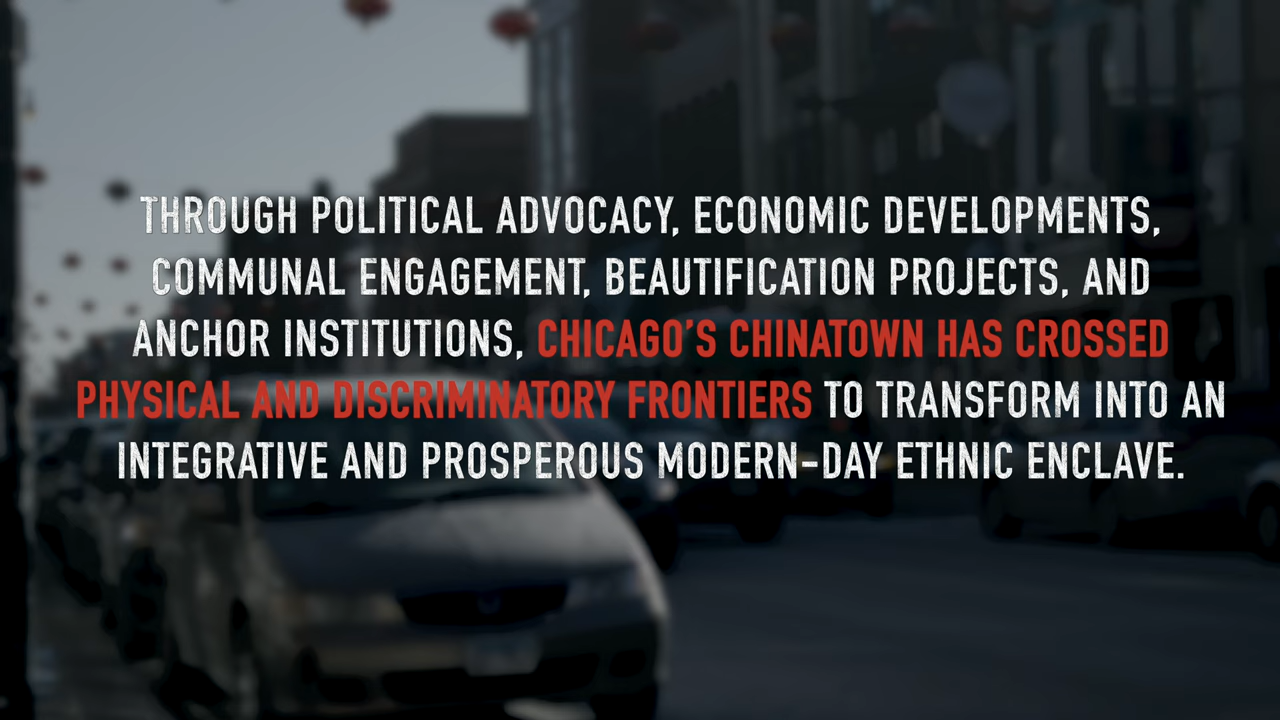 THROUGH POLITICAL ADVOCACY, ECONOMIC DEVELOPMENTS,
COMMUNAL ENGAGEMENT, BEAUTIFICATION PROJECTS, AND
ANCHOR INSTITUTIONS, CHICAGO'S CHINATOWN HAS CROSSED
PHYSICAL AND DISCRIMINATORY FRONTIERS TO TRANSFORM INTO AN
INTEGRATIVE AND PROSPEROUS MODERN-DAY ETHNIC ENCLAVE.